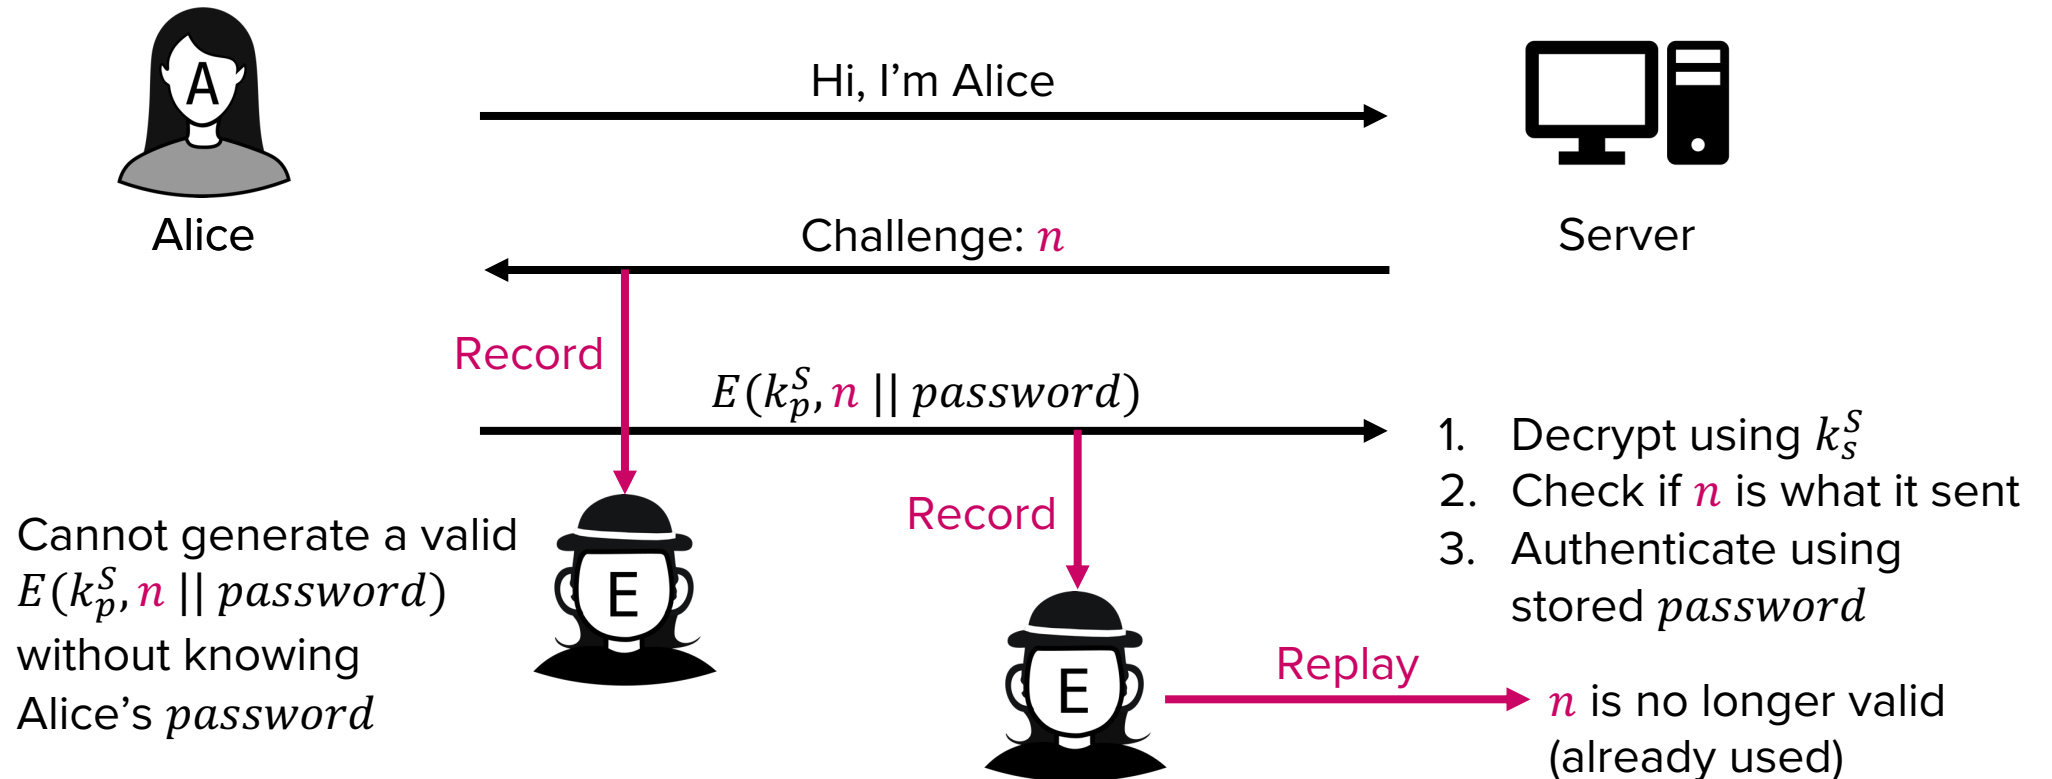 A
Hi, I'm Alice
Alice
Challenge: n
Server
Record
E(k_p^S, n || password)
1. Decrypt using k_s^S
2. Check if n is what it sent
3. Authenticate using
stored password
Record
Cannot generate a valid
E(k_p^S, n || password)
without knowing
Alice's password
E
E
Replay
n is no longer valid
(already used)